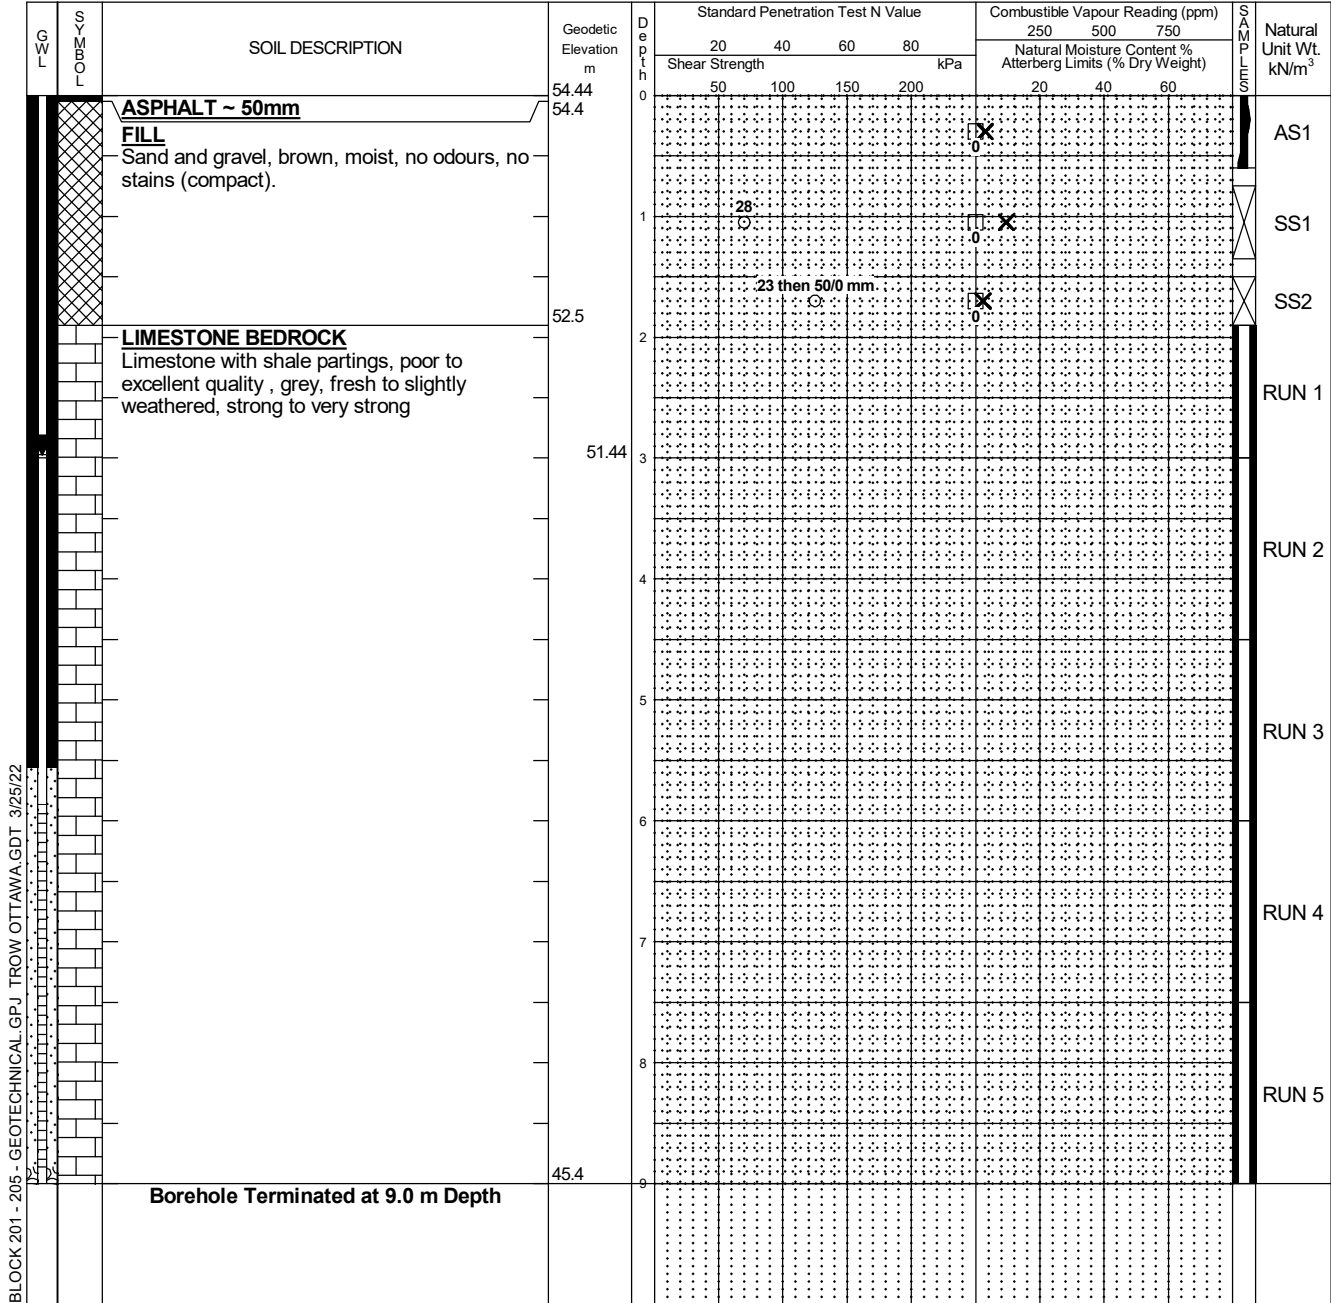 GWL
SYMBOL
SOIL DESCRIPTION
Geodetic
Elevation
m
Depth
Standard Penetration Test N Value
20 40 60 80
Shear Strength kPa
50 100 150 200
Combustible Vapour Reading (ppm)
250 500 750
Natural Moisture Content %
Atterberg Limits (% Dry Weight)
20 40 60
SAMPLES
Natural
Unit Wt.
kN/m³
54.44
0
ASPHALT ~ 50mm
54.4
FILL
Sand and gravel, brown, moist, no odours, no
stains (compact).
0
AS1
28
1
0
SS1
23 then 50/0 mm
0
SS2
52.5
LIMESTONE BEDROCK
2
Limestone with shale partings, poor to
excellent quality , grey, fresh to slightly
weathered, strong to very strong
RUN 1
51.44
3
RUN 2
4
5
RUN 3
6
RUN 4
7
8
RUN 5
45.4
9
Borehole Terminated at 9.0 m Depth
BLOCK 201 - 205 - GEOTECHNICAL.GPJ TROW OTTAWA.GDT 3/25/22